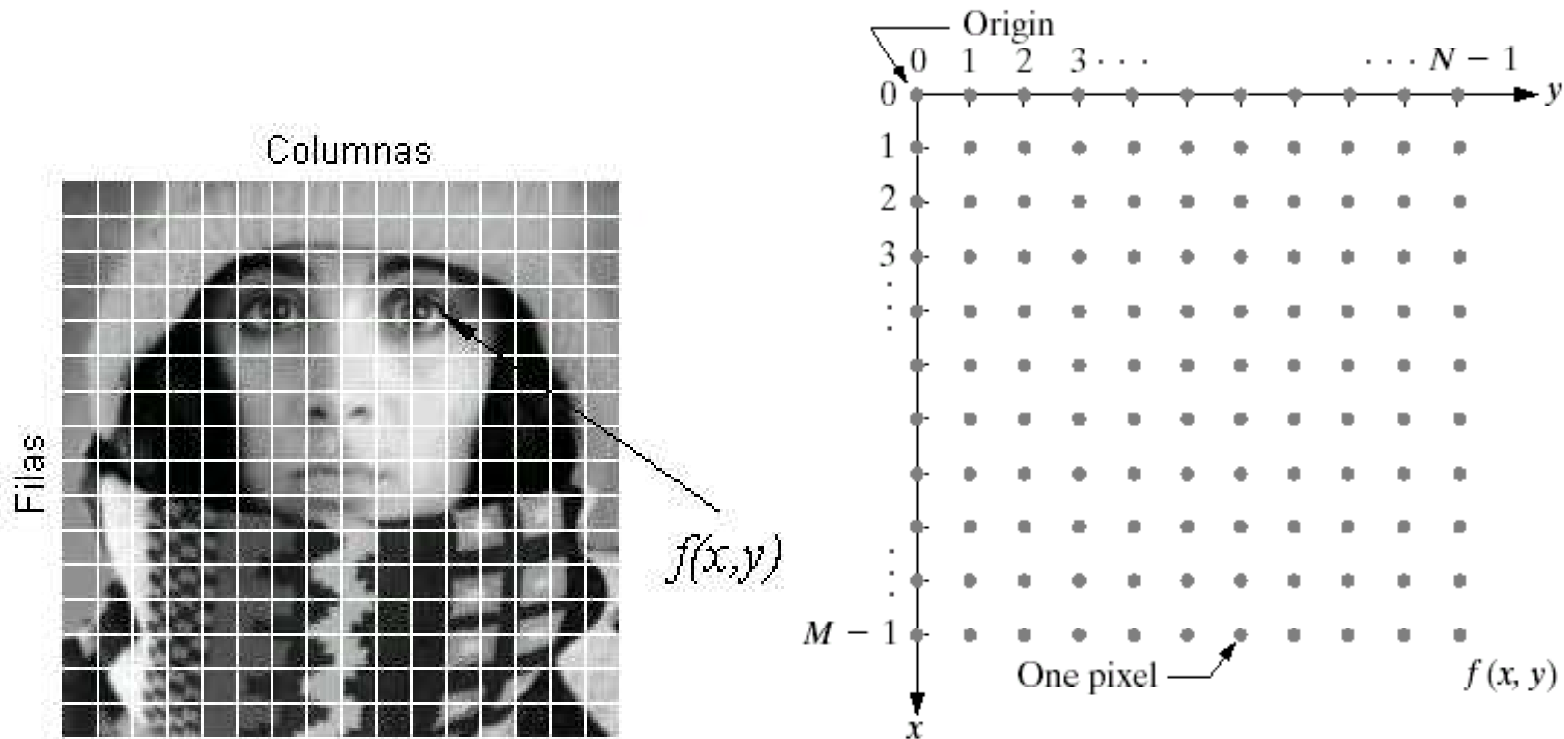 Columnas
Filas
f(x,y)
Origin
0 1 2 3 · · · · · · N − 1
0
y
1
2
3
·
·
·
·
·
·
M − 1
One pixel
f (x, y)
x